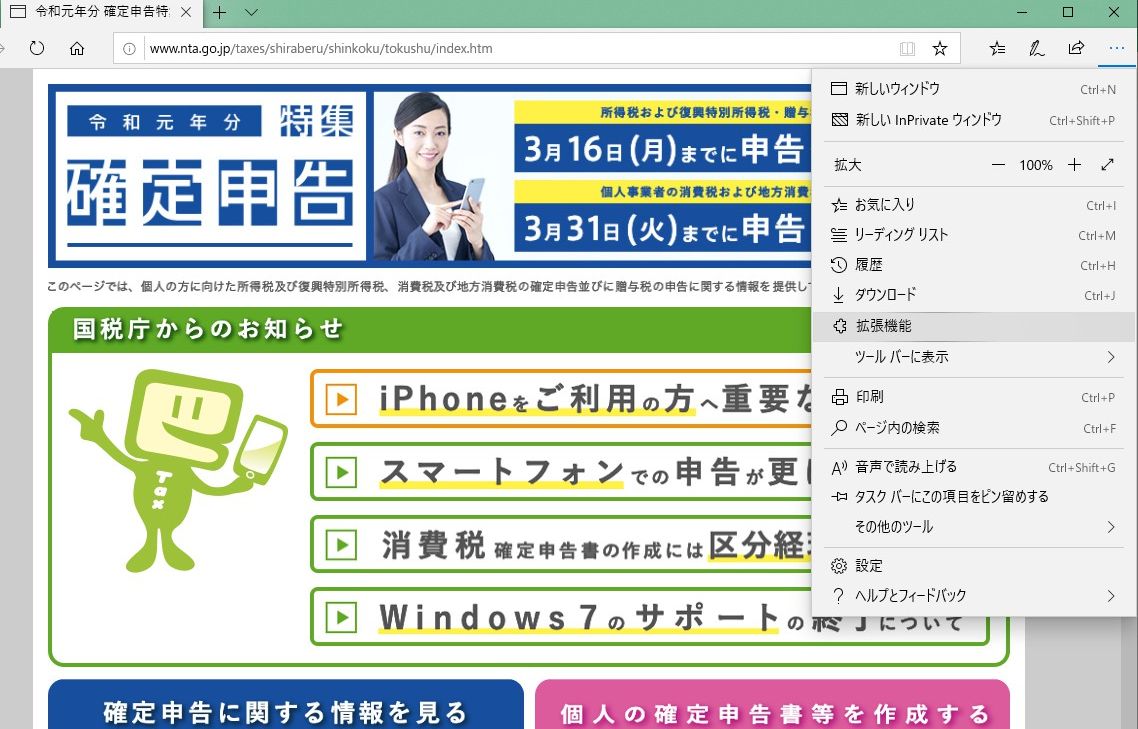 令和元年分 確定申告特
www.nta.go.jp/taxes/shiraberu/shinkoku/tokushu/index.htm
令和元年分 特集
確定申告
所得税および復興特別所得税・贈与
3月16日(月)までに申告
個人事業者の消費税および地方消費
3月31日(火)までに申告
このページでは、個人の方に向けた所得税及び復興特別所得税、消費税及び地方消費税の確定申告並びに贈与税の申告に関する情報を提供し
国税庁からのお知らせ
Tax
iPhoneをご利用の方へ重要な
スマートフォンでの申告が更に
消費税 確定申告書の作成には区分経
Windows7のサポートの終了について
確定申告に関する情報を見る
個人の確定申告書等を作成する
新しいウィンドウ Ctrl+N
新しい InPrivate ウィンドウ Ctrl+Shift+P
拡大 100%
お気に入り Ctrl+I
リーディング リスト Ctrl+M
履歴 Ctrl+H
ダウンロード Ctrl+J
拡張機能
ツール バーに表示
印刷 Ctrl+P
ページ内の検索 Ctrl+F
音声で読み上げる Ctrl+Shift+G
タスク バーにこの項目をピン留めする
その他のツール
設定
ヘルプとフィードバック